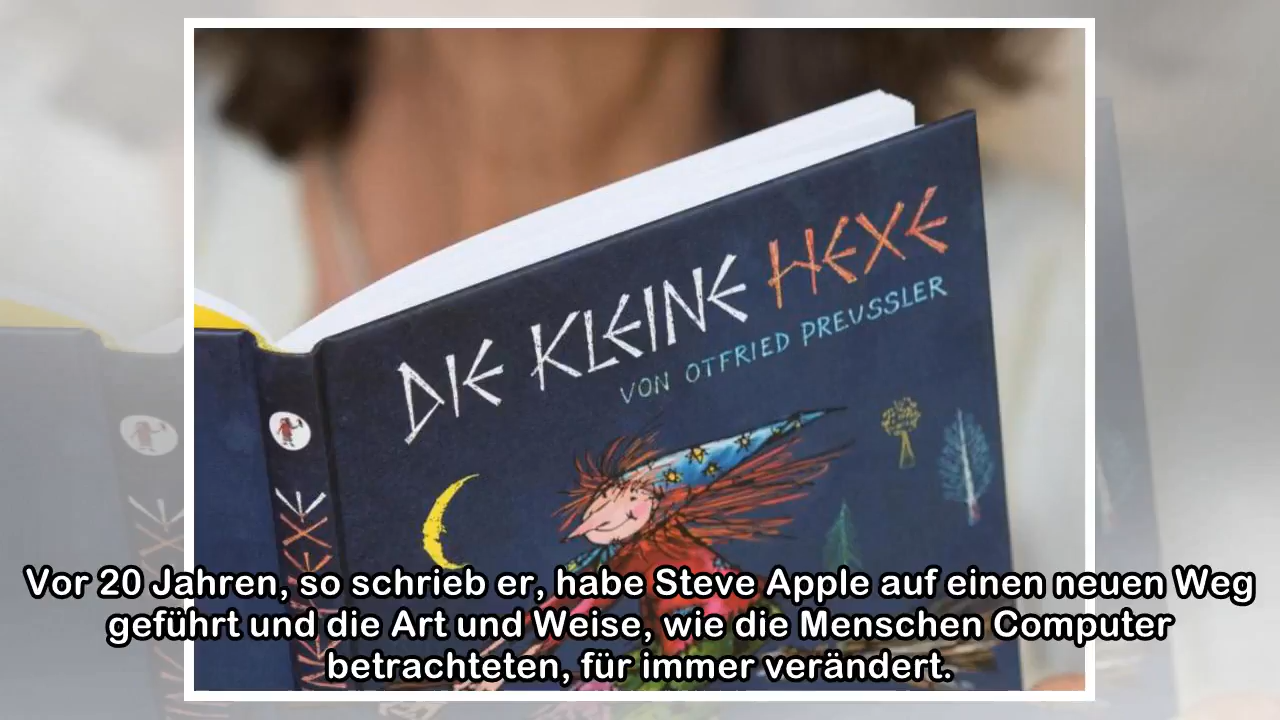 DIE KLEINE HEXE
VON OTFRIED PREUSSLER
Vor 20 Jahren, so schrieb er, habe Steve Apple auf einen neuen Weg
geführt und die Art und Weise, wie die Menschen Computer
betrachteten, für immer verändert.